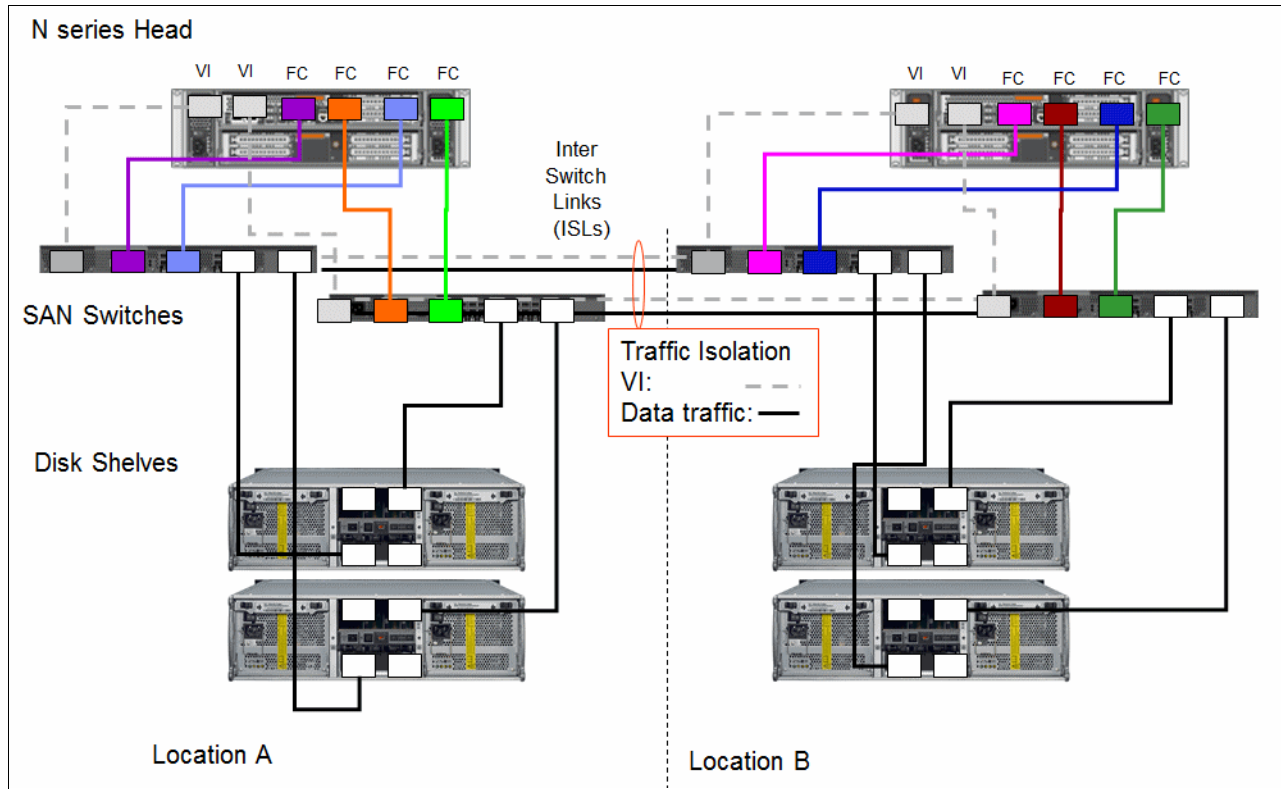 N series Head
VI VI FC FC FC FC
VI VI FC FC FC FC
Inter
Switch
Links
(ISLs)
SAN Switches
Traffic Isolation
VI:
Data traffic:
Disk Shelves
Location A
Location B